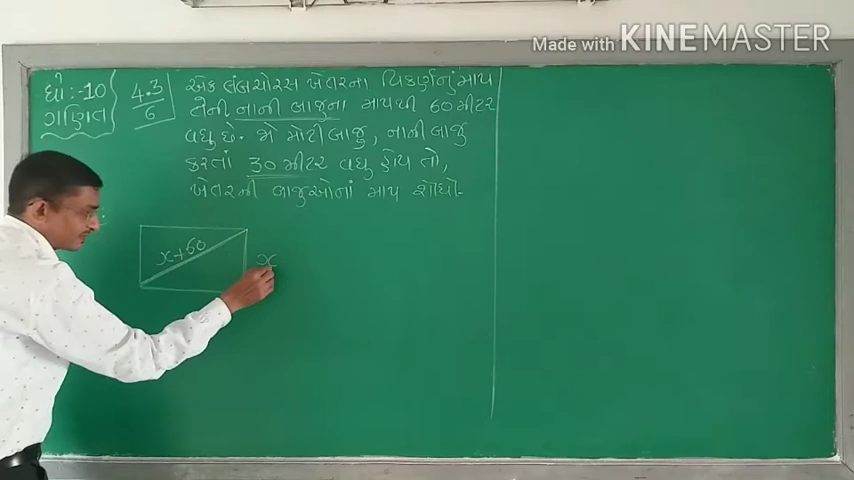 Made with KINEMASTER
ધો:-10
ગણિત
4.3
6
એક લંબચોરસ ખેતરના વિકર્ણનું માપ
તેની નાની બાજુના માપથી 60 મીટર
વધુ છે. જો મોટી બાજુ, નાની બાજુ
કરતાં 30 મીટર વધુ હોય તો,
ખેતરની બાજુઓનાં માપ શોધો.
x+60
x